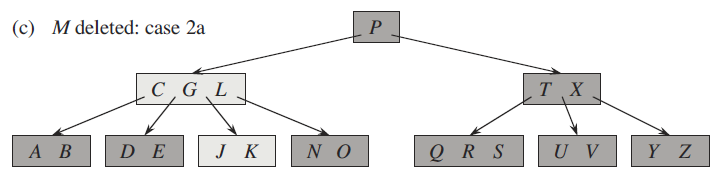 (c) M deleted: case 2a
P
C G L
T X
A B
D E
J K
N O
Q R S
U V
Y Z